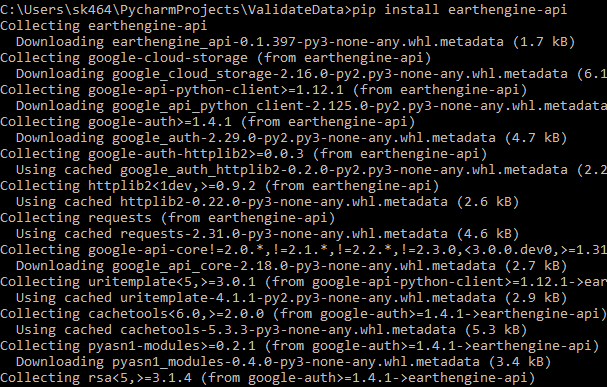 C:\Users\sk464\PycharmProjects\ValidateData>pip install earthengine-api
Collecting earthengine-api
  Downloading earthengine_api-0.1.397-py3-none-any.whl.metadata (1.7 kB)
Collecting google-cloud-storage (from earthengine-api)
  Downloading google_cloud_storage-2.16.0-py2.py3-none-any.whl.metadata (6.1
Collecting google-api-python-client>=1.12.1 (from earthengine-api)
  Downloading google_api_python_client-2.125.0-py2.py3-none-any.whl.metadata
Collecting google-auth>=1.4.1 (from earthengine-api)
  Downloading google_auth-2.29.0-py2.py3-none-any.whl.metadata (4.7 kB)
Collecting google-auth-httplib2>=0.0.3 (from earthengine-api)
  Using cached google_auth_httplib2-0.2.0-py2.py3-none-any.whl.metadata (2.2
Collecting httplib2<1dev,>=0.9.2 (from earthengine-api)
  Using cached httplib2-0.22.0-py3-none-any.whl.metadata (2.6 kB)
Collecting requests (from earthengine-api)
  Using cached requests-2.31.0-py3-none-any.whl.metadata (4.6 kB)
Collecting google-api-core!=2.0.*,!=2.1.*,!=2.2.*,!=2.3.0,<3.0.0.dev0,>=1.31
  Downloading google_api_core-2.18.0-py3-none-any.whl.metadata (2.7 kB)
Collecting uritemplate<5,>=3.0.1 (from google-api-python-client>=1.12.1->ear
  Using cached uritemplate-4.1.1-py2.py3-none-any.whl.metadata (2.9 kB)
Collecting cachetools<6.0,>=2.0.0 (from google-auth>=1.4.1->earthengine-api)
  Using cached cachetools-5.3.3-py3-none-any.whl.metadata (5.3 kB)
Collecting pyasn1-modules>=0.2.1 (from google-auth>=1.4.1->earthengine-api)
  Downloading pyasn1_modules-0.4.0-py3-none-any.whl.metadata (3.4 kB)
Collecting rsa<5,>=3.1.4 (from google-auth>=1.4.1->earthengine-api)